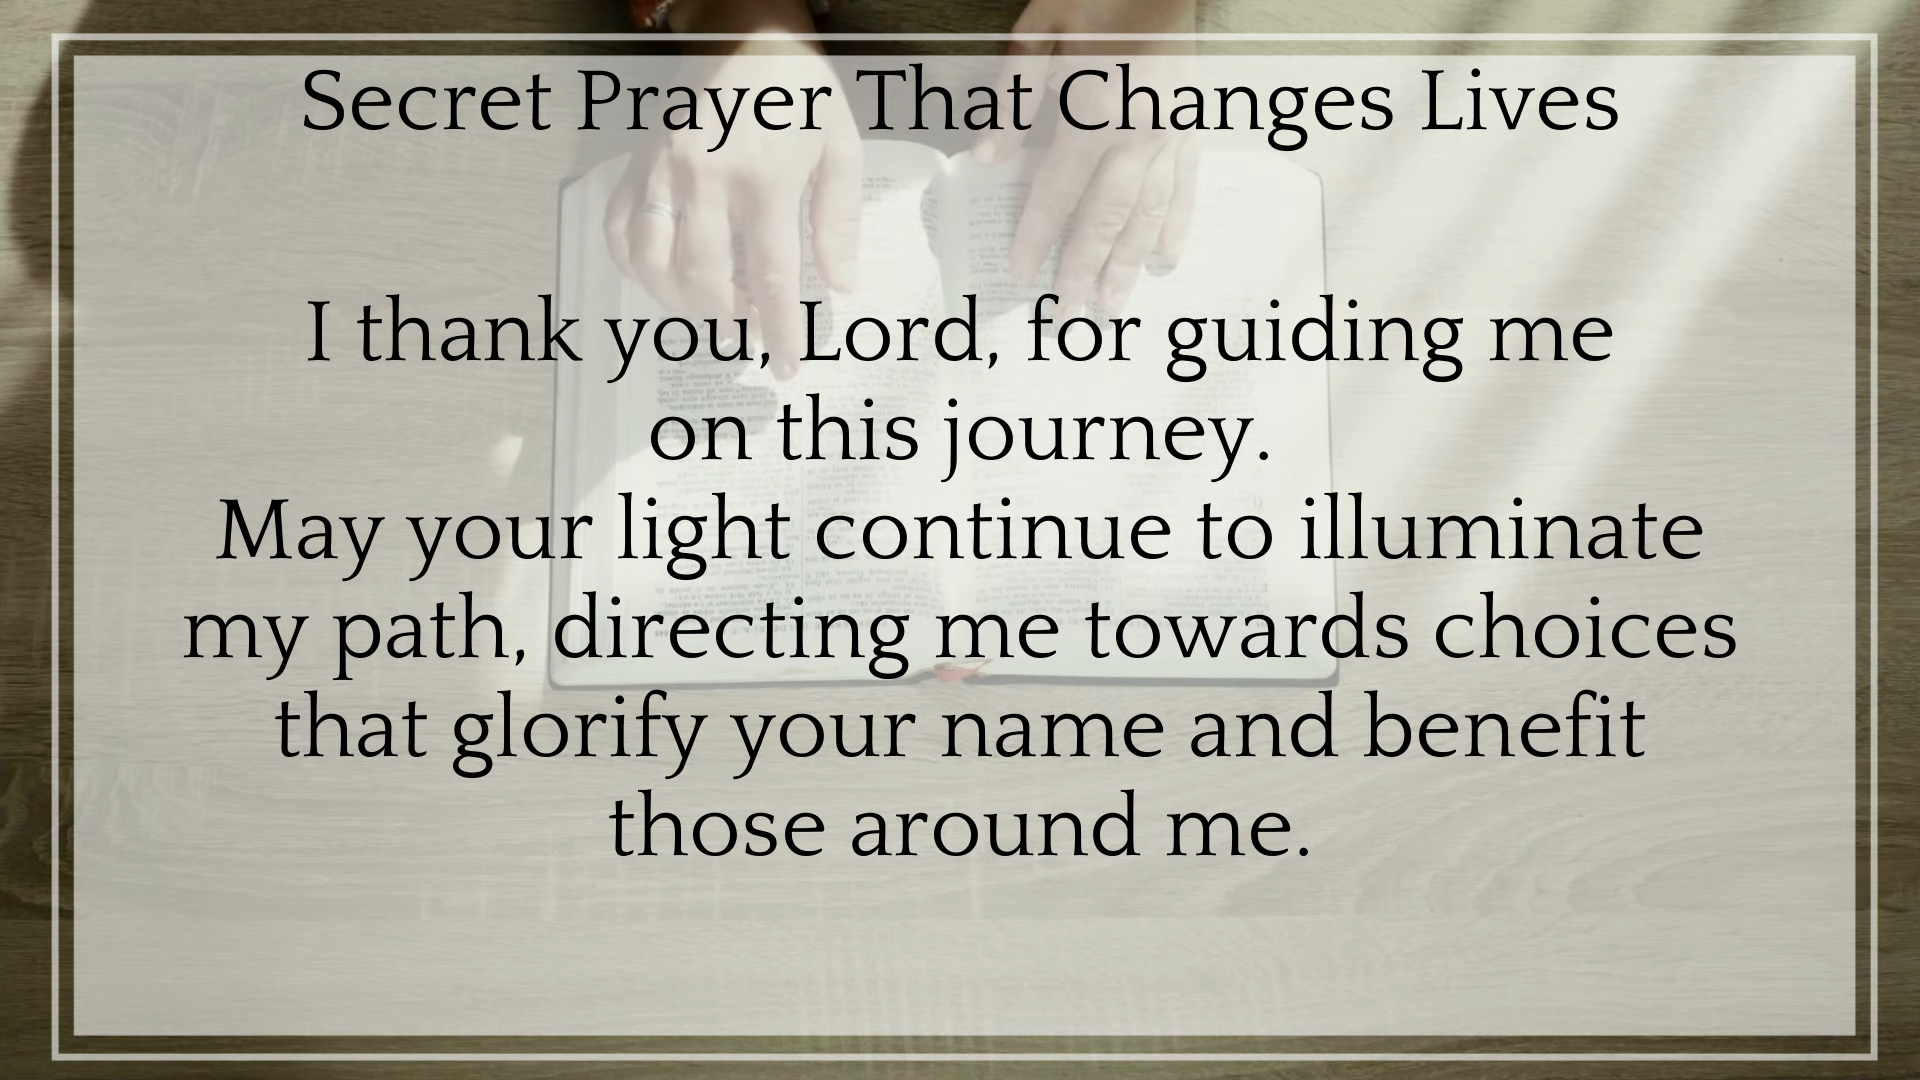 Secret Prayer That Changes Lives
I thank you, Lord, for guiding me
on this journey.
May your light continue to illuminate
my path, directing me towards choices
that glorify your name and benefit
those around me.